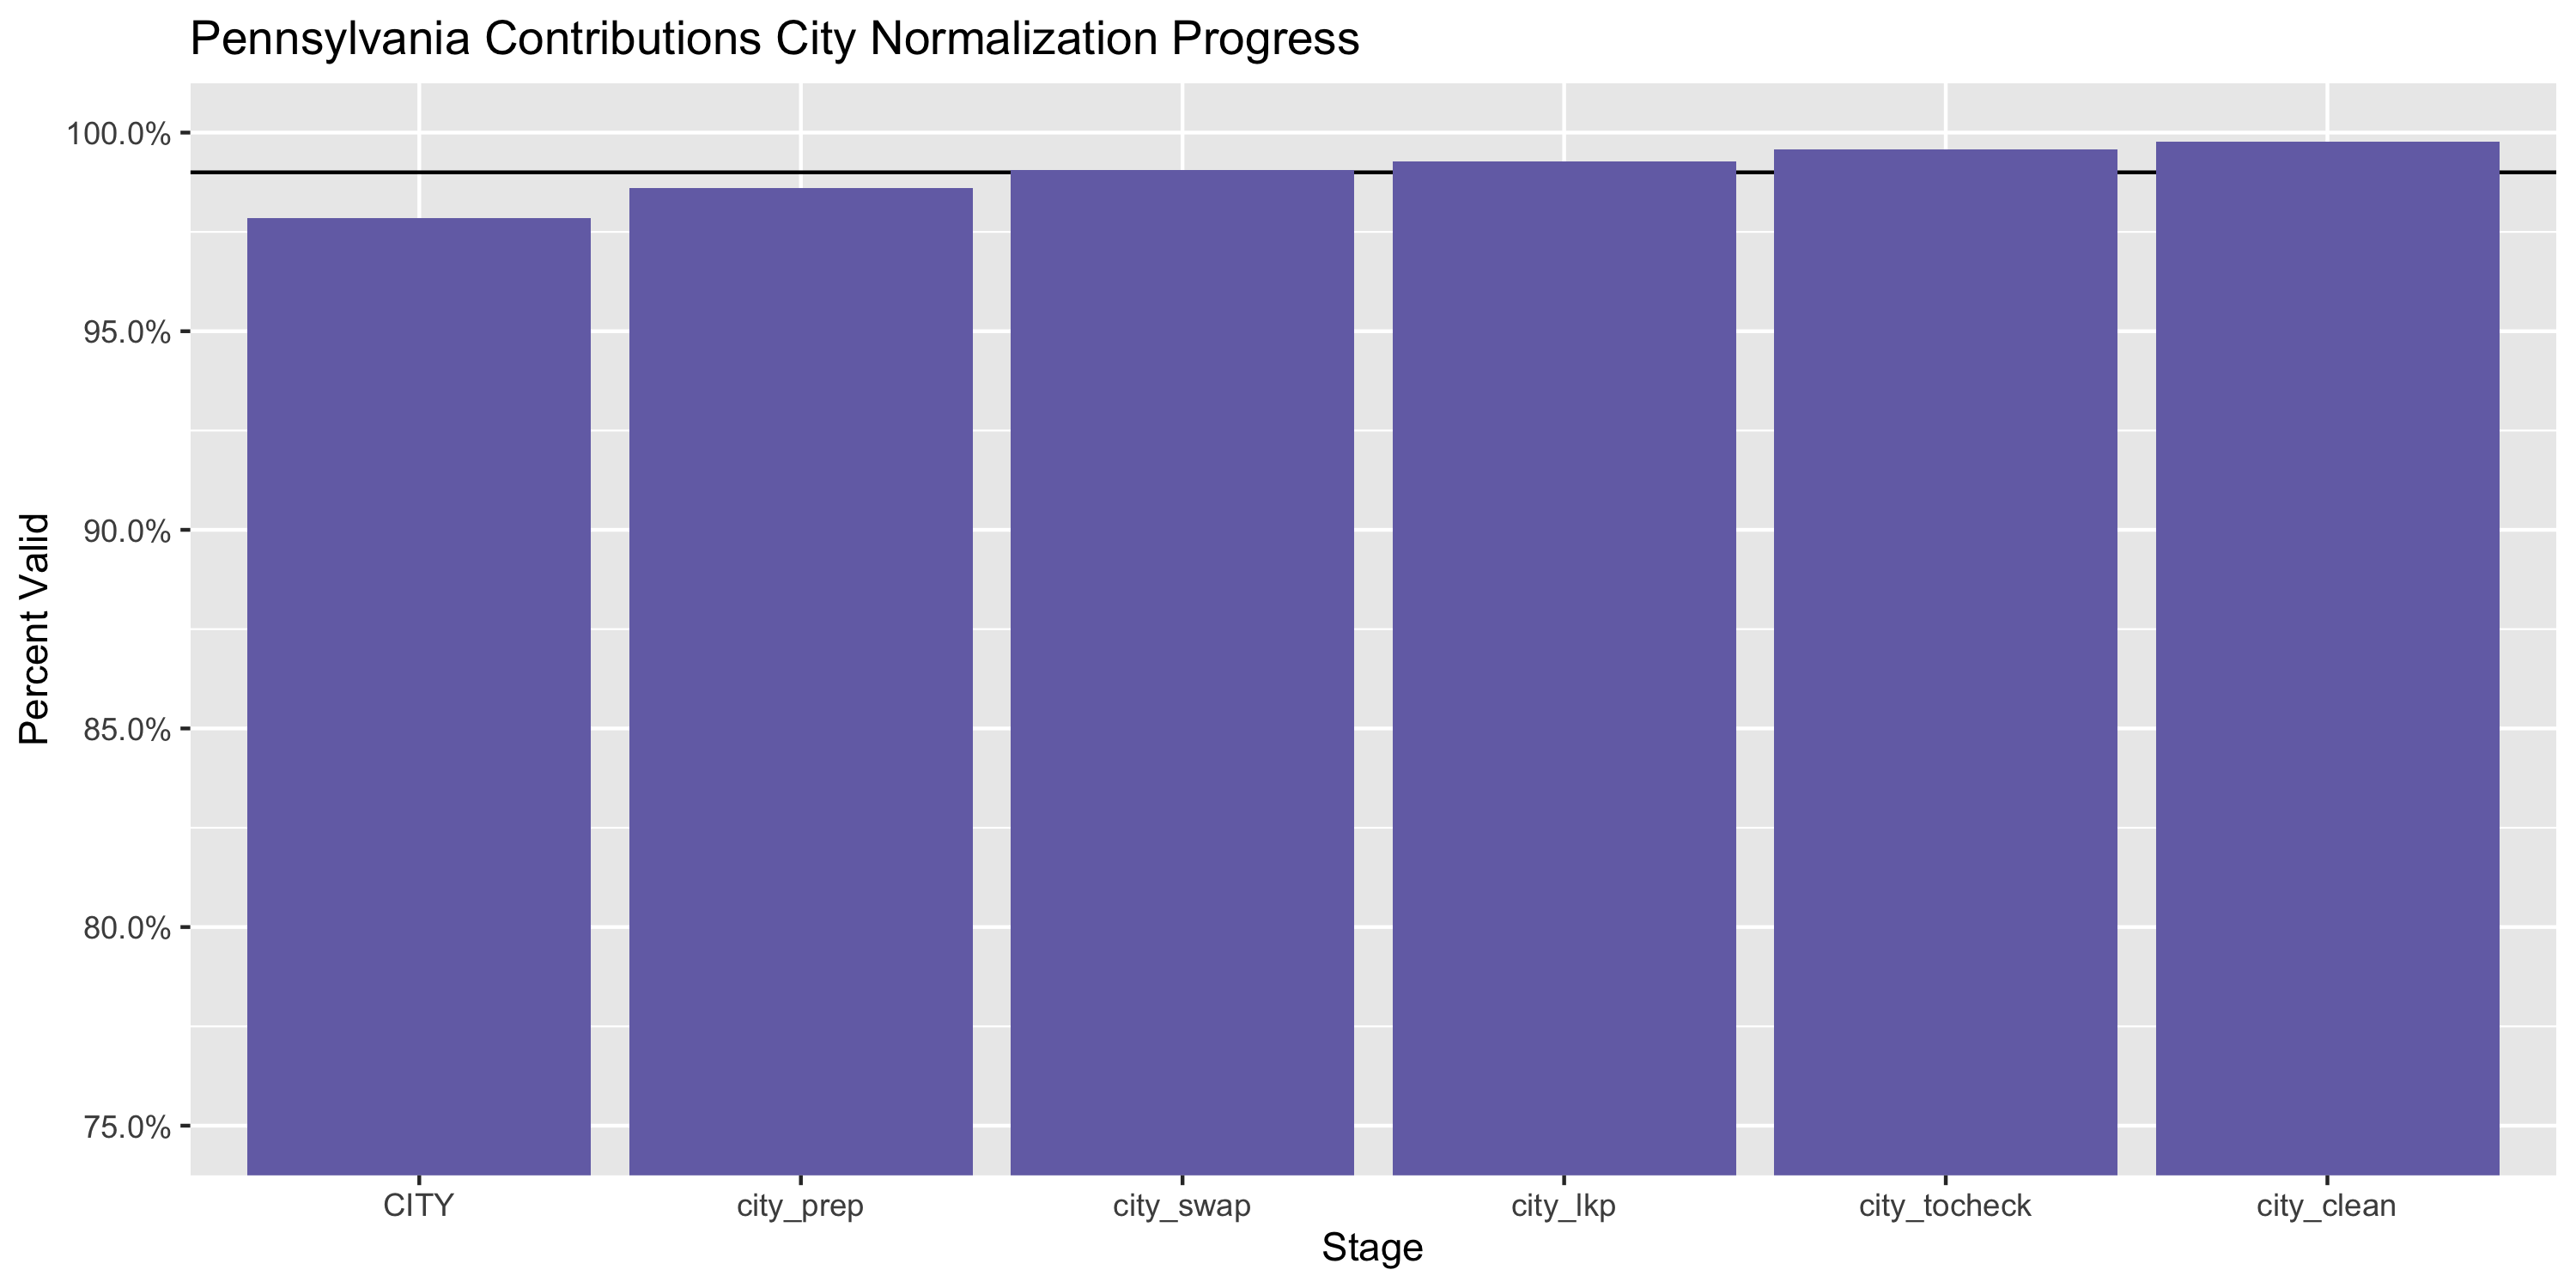 Pennsylvania Contributions City Normalization Progress
100.0%
95.0%
90.0%
85.0%
80.0%
75.0%
Percent Valid
CITY city_prep city_swap city_lkp city_tocheck city_clean
Stage